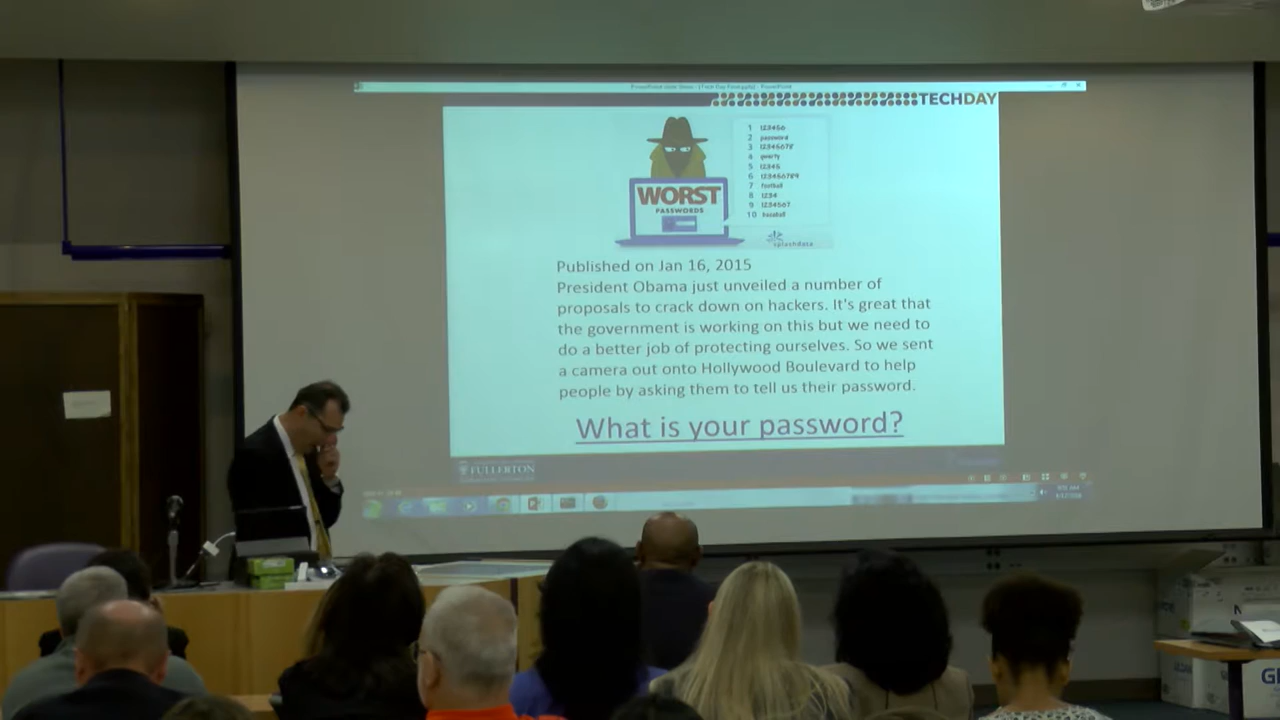 TECHDAY
WORST
PASSWORDS
1 123456
2 password
3 12345678
4 qwerty
5 12345
6 123456789
7 football
8 1234
9 1234567
10 baseball
splashdata
Published on Jan 16, 2015
President Obama just unveiled a number of
proposals to crack down on hackers. It's great that
the government is working on this but we need to
do a better job of protecting ourselves. So we sent
a camera out onto Hollywood Boulevard to help
people by asking them to tell us their password.
What is your password?
FULLERTON